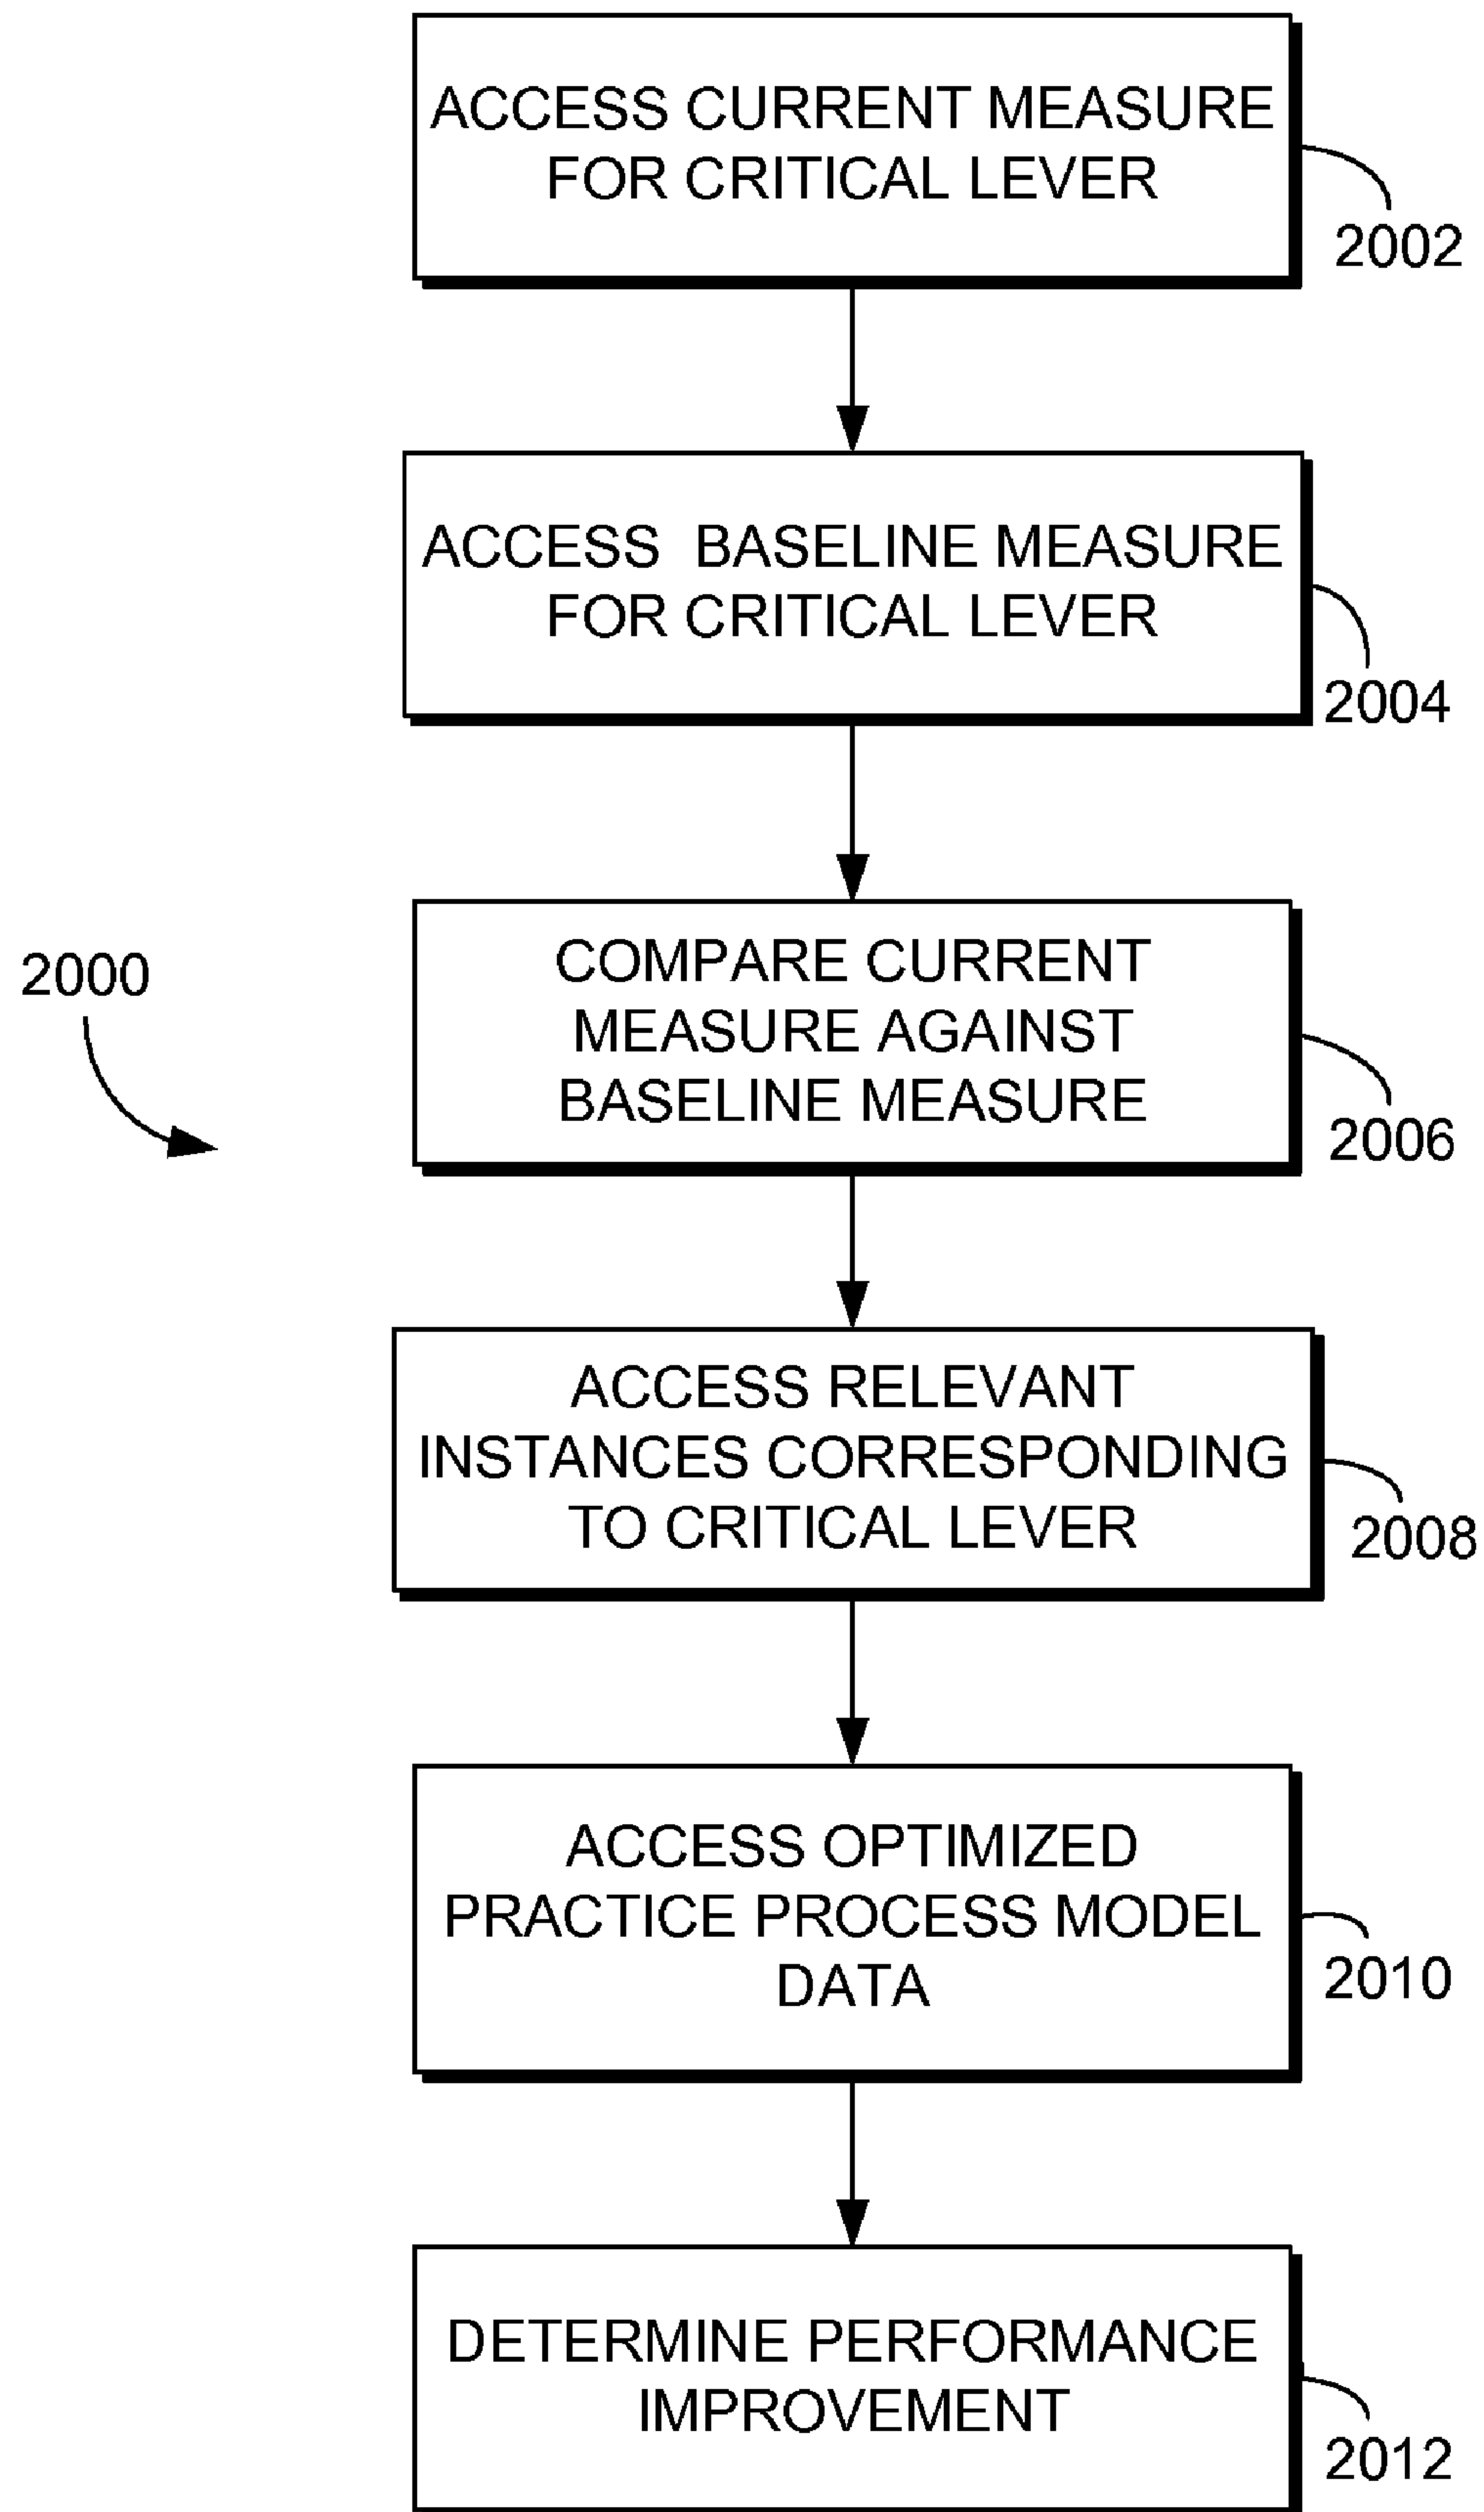 ACCESS CURRENT MEASURE
FOR CRITICAL LEVER
2002
ACCESS BASELINE MEASURE
FOR CRITICAL LEVER
2004
2000
COMPARE CURRENT
MEASURE AGAINST
BASELINE MEASURE
2006
ACCESS RELEVANT
INSTANCES CORRESPONDING
TO CRITICAL LEVER
2008
ACCESS OPTIMIZED
PRACTICE PROCESS MODEL
DATA
2010
DETERMINE PERFORMANCE
IMPROVEMENT
2012